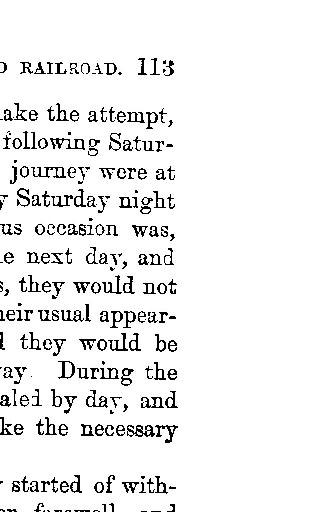 D RAILROAD. 113
ake the attempt,
following Satur-
journey were at
y Saturday night
us occasion was,
e next day, and
s, they would not
heir usual appear-
l they would be
ay. During the
aled by day, and
ke the necessary
started of with-
farewell and